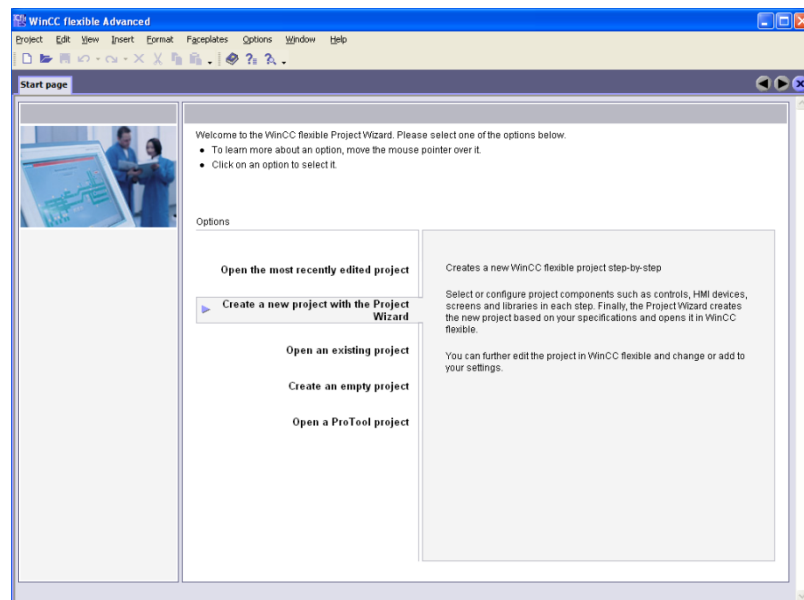 WinCC flexible Advanced
Project Edit View Insert Format Faceplates Options Window Help
Start page
Welcome to the WinCC flexible Project Wizard. Please select one of the options below.
• To learn more about an option, move the mouse pointer over it.
• Click on an option to select it.
Options
Open the most recently edited project
Create a new project with the Project
Wizard
Open an existing project
Create an empty project
Open a ProTool project
Creates a new WinCC flexible project step-by-step
Select or configure project components such as controls, HMI devices,
screens and libraries in each step. Finally, the Project Wizard creates
the new project based on your specifications and opens it in WinCC
flexible.
You can further edit the project in WinCC flexible and change or add to
your settings.